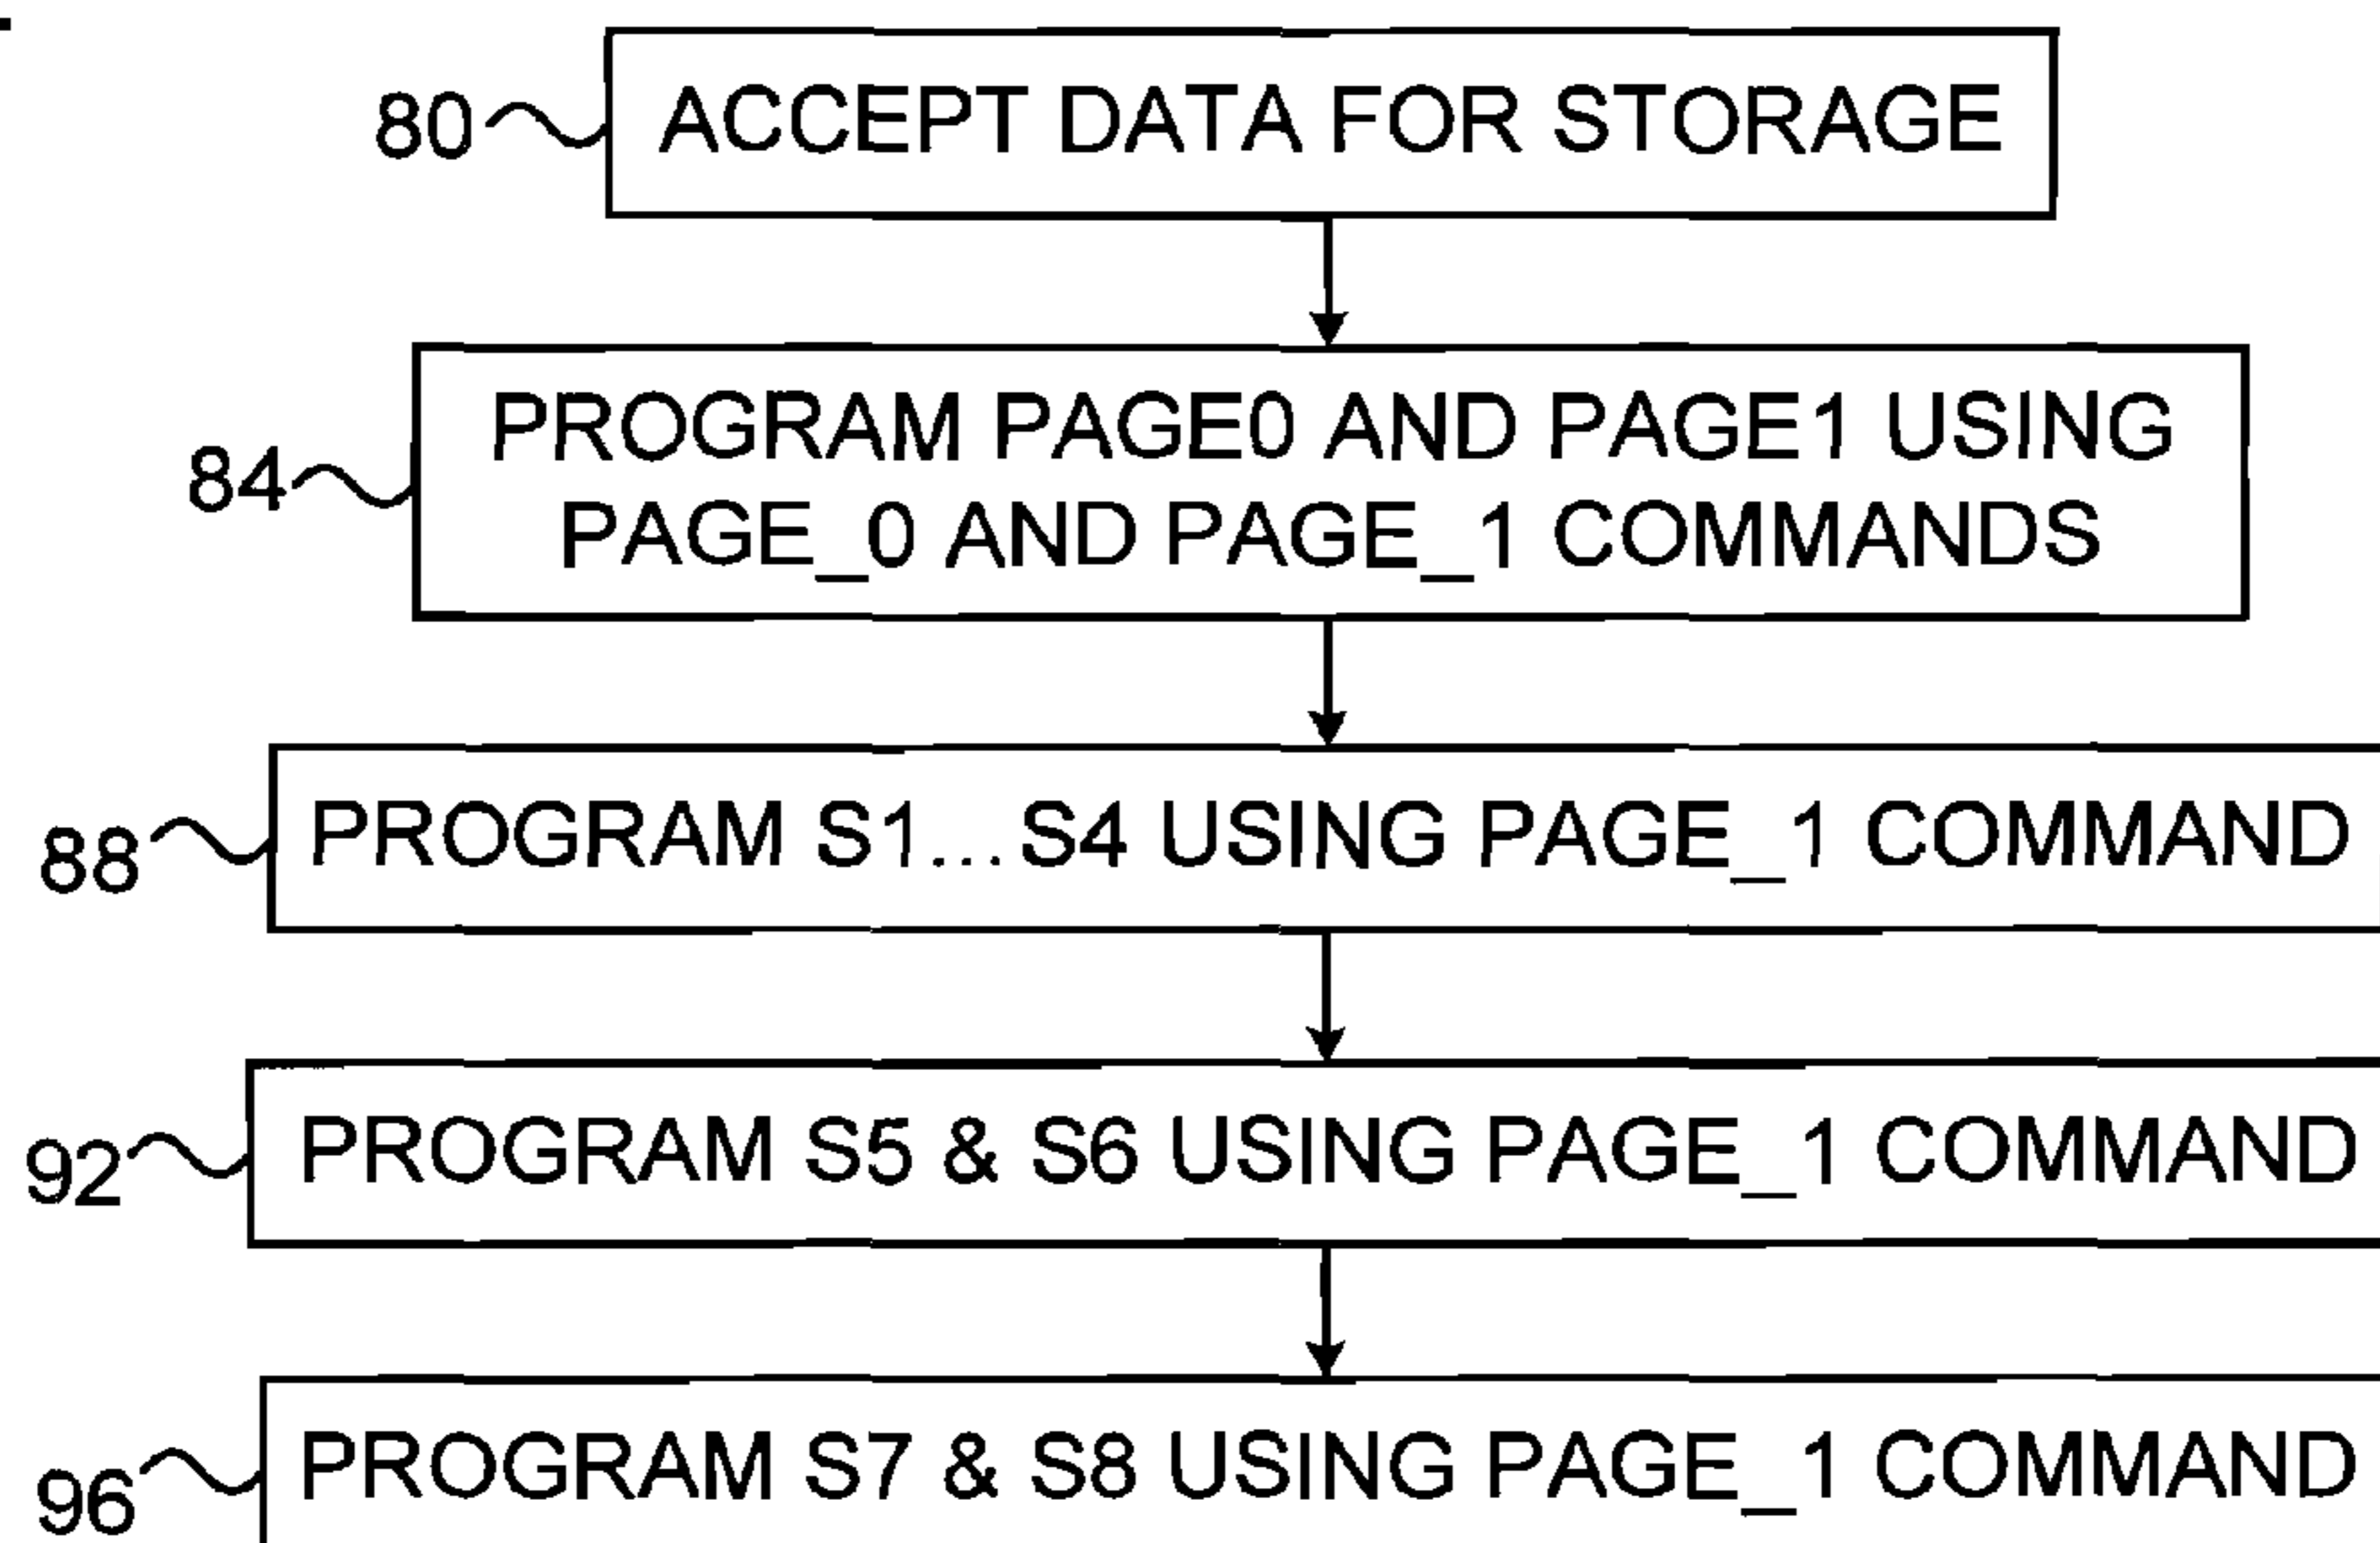 80 ACCEPT DATA FOR STORAGE
PROGRAM PAGE0 AND PAGE1 USING
84
PAGE_0 AND PAGE_1 COMMANDS
88 PROGRAM S1...S4 USING PAGE_1 COMMAND
92 PROGRAM S5 & S6 USING PAGE_1 COMMAND
96 PROGRAM S7 & S8 USING PAGE_1 COMMAND